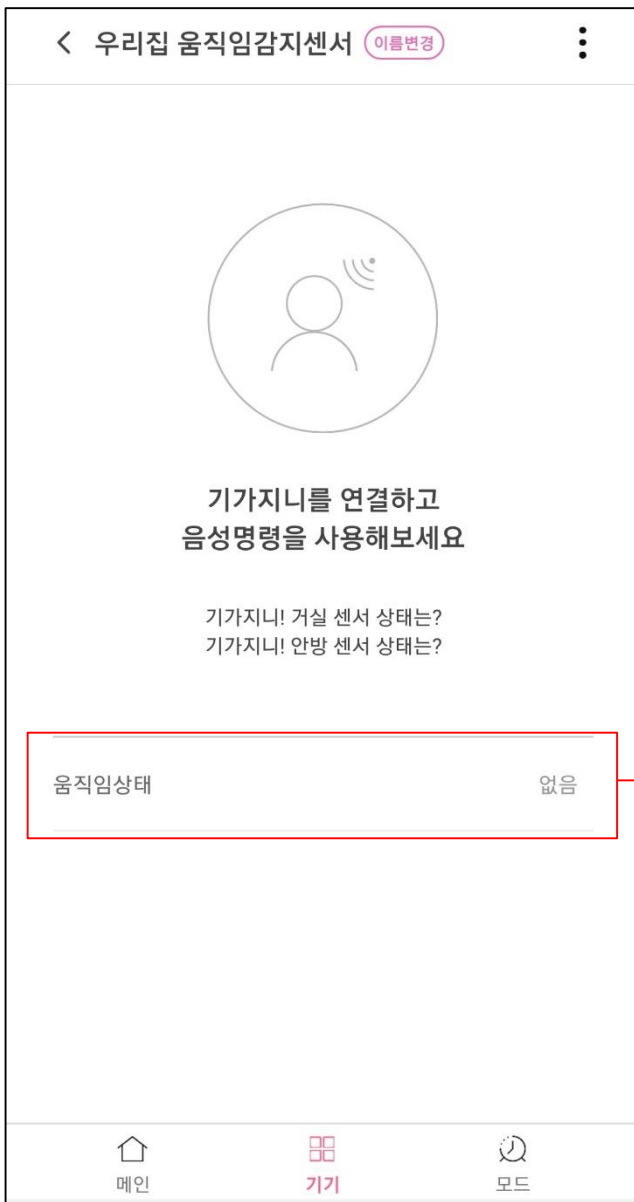 우리집 움직임감지센서 이름변경
기가지니를 연결하고
음성명령을 사용해보세요
기가지니! 거실 센서 상태는?
기가지니! 안방 센서 상태는?
움직임상태 없음
메인 기기 모드